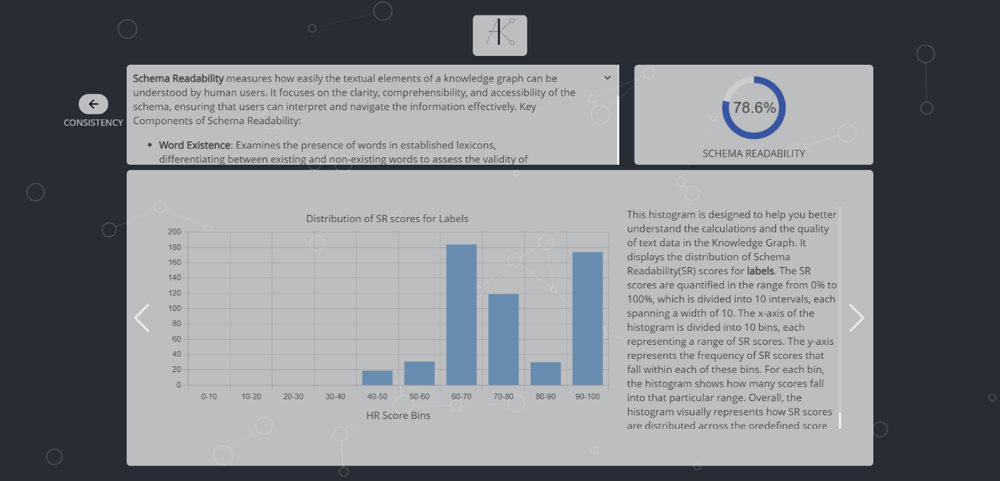 AK
Schema Readability measures how easily the textual elements of a knowledge graph can be
understood by human users. It focuses on the clarity, comprehensibility, and accessibility of the
schema, ensuring that users can interpret and navigate the information effectively. Key
Components of Schema Readability:
• Word Existence: Examines the presence of words in established lexicons,
differentiating between existing and non-existing words to assess the validity of
CONSISTENCY
78.6%
SCHEMA READABILITY
Distribution of SR scores for Labels
200
180
160
140
120
100
80
60
40
20
0
0-10 10-20 20-30 30-40 40-50 50-60 60-70 70-80 80-90 90-100
HR Score Bins
This histogram is designed to help you better
understand the calculations and the quality
of text data in the Knowledge Graph. It
displays the distribution of Schema
Readability(SR) scores for labels. The SR
scores are quantified in the range from 0% to
100%, which is divided into 10 intervals, each
spanning a width of 10. The x-axis of the
histogram is divided into 10 bins, each
representing a range of SR scores. The y-axis
represents the frequency of SR scores that
fall within each of these bins. For each bin,
the histogram shows how many scores fall
into that particular range. Overall, the
histogram visually represents how SR scores
are distributed across the predefined score